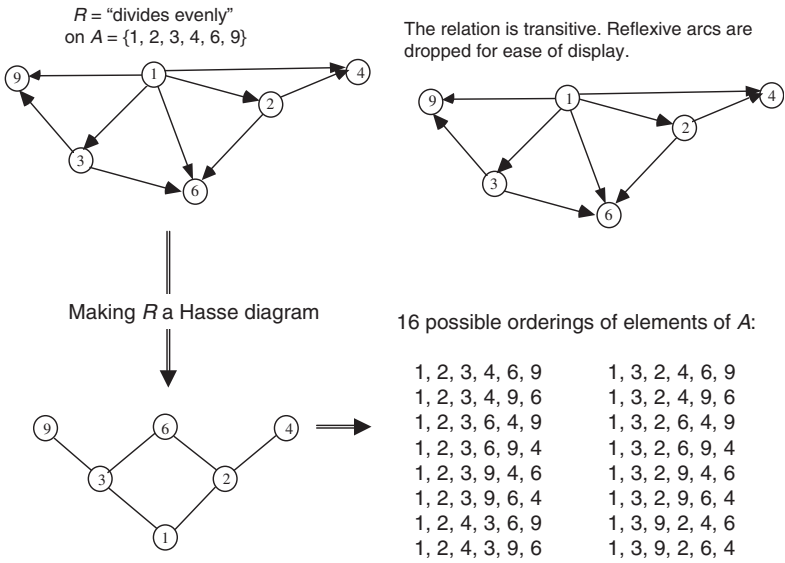 R = “divides evenly”
on A = {1, 2, 3, 4, 6, 9}
9
1
4
2
3
6
The relation is transitive. Reflexive arcs are
dropped for ease of display.
9
1
4
2
3
6
Making R a Hasse diagram
9
6
4
3
2
1
16 possible orderings of elements of A:
1, 2, 3, 4, 6, 9
1, 2, 3, 4, 9, 6
1, 2, 3, 6, 4, 9
1, 2, 3, 6, 9, 4
1, 2, 3, 9, 4, 6
1, 2, 3, 9, 6, 4
1, 2, 4, 3, 6, 9
1, 2, 4, 3, 9, 6
1, 3, 2, 4, 6, 9
1, 3, 2, 4, 9, 6
1, 3, 2, 6, 4, 9
1, 3, 2, 6, 9, 4
1, 3, 2, 9, 4, 6
1, 3, 2, 9, 6, 4
1, 3, 9, 2, 4, 6
1, 3, 9, 2, 6, 4